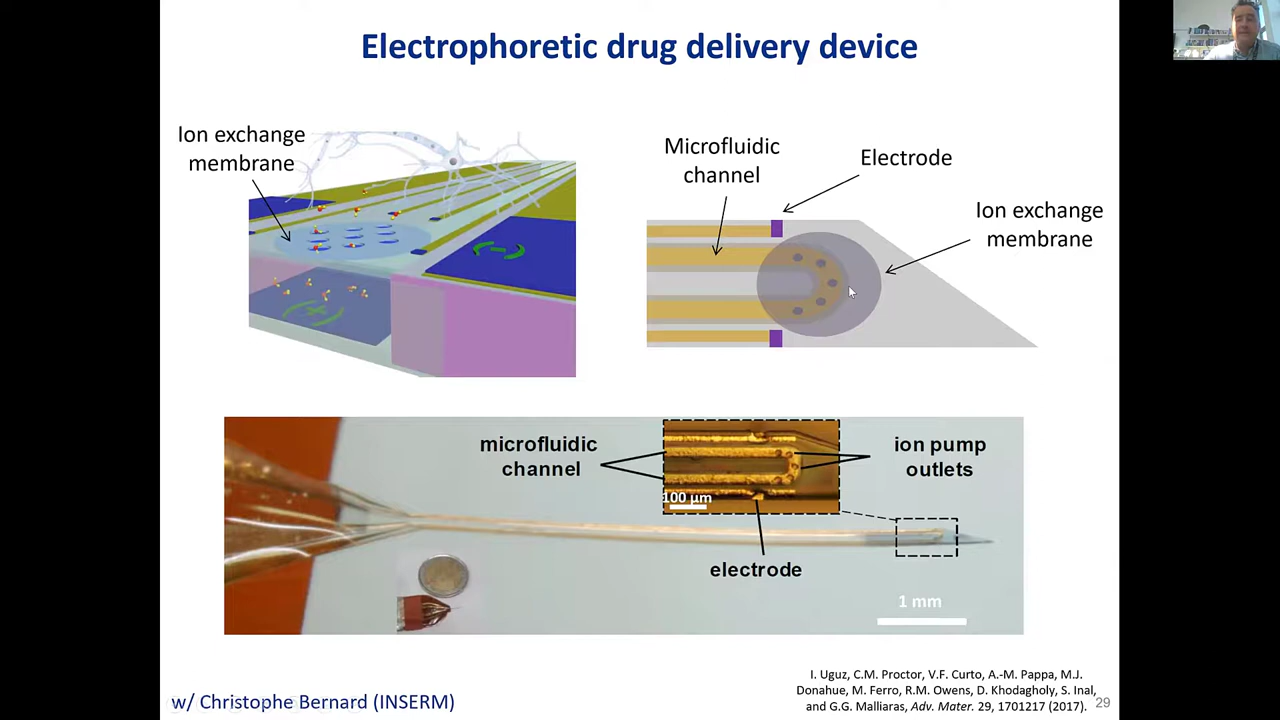 Electrophoretic drug delivery device
Ion exchange
membrane
(-)
(+)
Microfluidic
channel
Electrode
Ion exchange
membrane
microfluidic
channel
100 µm
ion pump
outlets
electrode
1 mm
w/ Christophe Bernard (INSERM)
I. Uguz, C.M. Proctor, V.F. Curto, A.-M. Pappa, M.J.
Donahue, M. Ferro, R.M. Owens, D. Khodagholy, S. Inal,
and G.G. Malliaras, Adv. Mater. 29, 1701217 (2017).
29